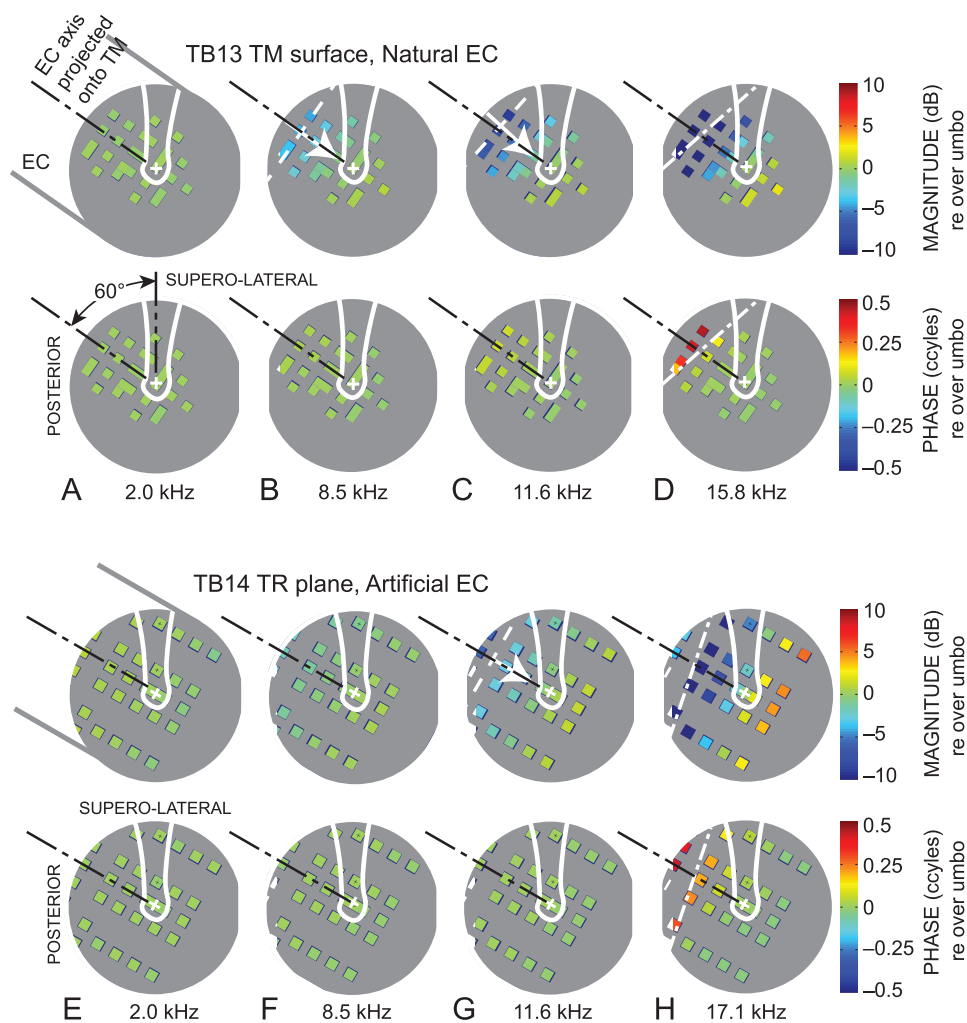 EC axis
projected
onto TM
TB13 TM surface, Natural EC
EC
10
5
0
−5
−10
MAGNITUDE (dB)
re over umbo
60°
SUPERO-LATERAL
POSTERIOR
0.5
0.25
0
−0.25
−0.5
PHASE (ccyles)
re over umbo
A 2.0 kHz
B 8.5 kHz
C 11.6 kHz
D 15.8 kHz
TB14 TR plane, Artificial EC
10
5
0
−5
−10
MAGNITUDE (dB)
re over umbo
SUPERO-LATERAL
POSTERIOR
0.5
0.25
0
−0.25
−0.5
PHASE (ccyles)
re over umbo
E 2.0 kHz
F 8.5 kHz
G 11.6 kHz
H 17.1 kHz